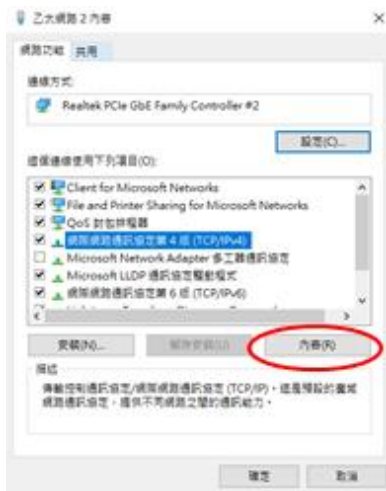 乙太網路 2 內容
網路功能 共用
連線方式:
Realtek PCIe GbE Family Controller #2
設定(C)...
這個連線使用下列項目(O):
Client for Microsoft Networks
File and Printer Sharing for Microsoft Networks
QoS 封包排程器
網際網路通訊協定第 4 版 (TCP/IPv4)
Microsoft Network Adapter 多工器通訊協定
Microsoft LLDP 通訊協定驅動程式
網際網路通訊協定第 6 版 (TCP/IPv6)
安裝(N)... 解除安裝(U) 內容(R)
描述
傳輸控制通訊協定/網際網路通訊協定 (TCP/IP)。這是預設的廣域
網路通訊協定，提供不同網路之間的通訊能力。
確定 取消